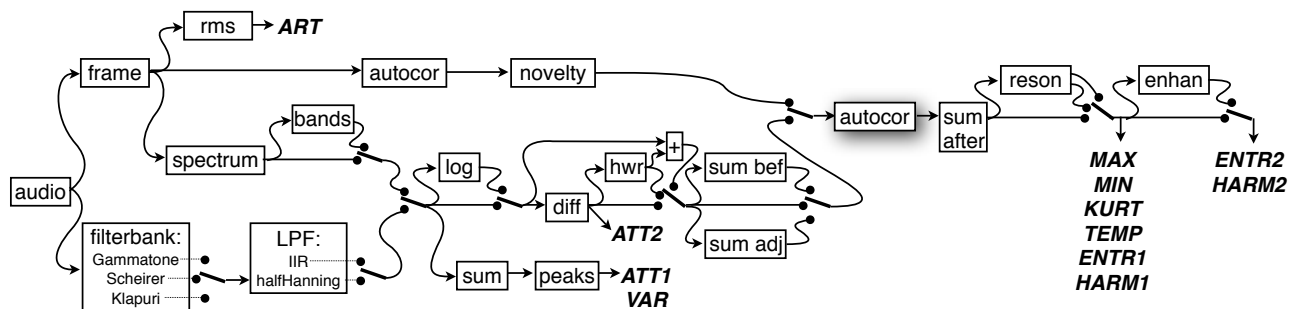 rms
ART
frame
autocor
novelty
reson
enhan
bands
+
autocor
sum
after
spectrum
log
hwr
sum bef
MAX
MIN
KURT
TEMP
ENTR1
HARM1
ENTR2
HARM2
audio
diff
ATT2
sum adj
filterbank:
Gammatone
Scheirer
Klapuri
LPF:
IIR
halfHanning
sum
peaks
ATT1
VAR